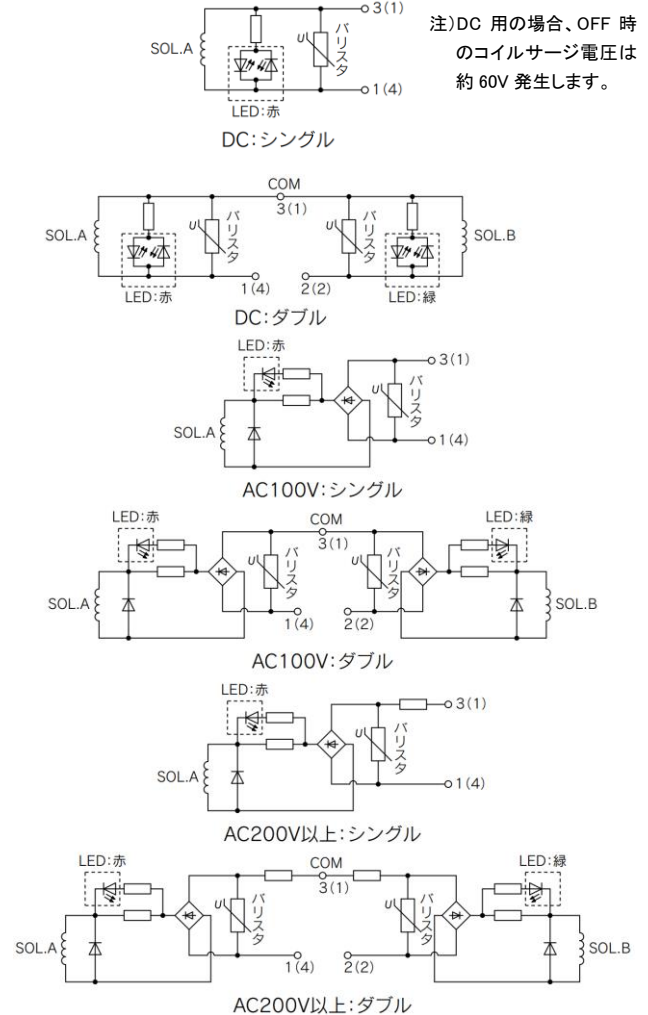 3(1)
SOL.A
U
バリスタ
1(4)
LED:赤
DC:シングル
注)DC 用の場合、OFF 時
のコイルサージ電圧は
約 60V 発生します。
COM
3(1)
SOL.A
U
バリスタ
U
バリスタ
SOL.B
1(4)
2(2)
LED:赤
LED:緑
DC:ダブル
LED:赤
3(1)
U
バリスタ
SOL.A
1(4)
AC100V:シングル
LED:赤
COM
LED:緑
3(1)
U
バリスタ
U
バリスタ
SOL.A
1(4)
2(2)
SOL.B
AC100V:ダブル
LED:赤
3(1)
U
バリスタ
SOL.A
1(4)
AC200V以上:シングル
LED:赤
COM
LED:緑
3(1)
U
バリスタ
U
バリスタ
SOL.A
1(4)
2(2)
SOL.B
AC200V以上:ダブル